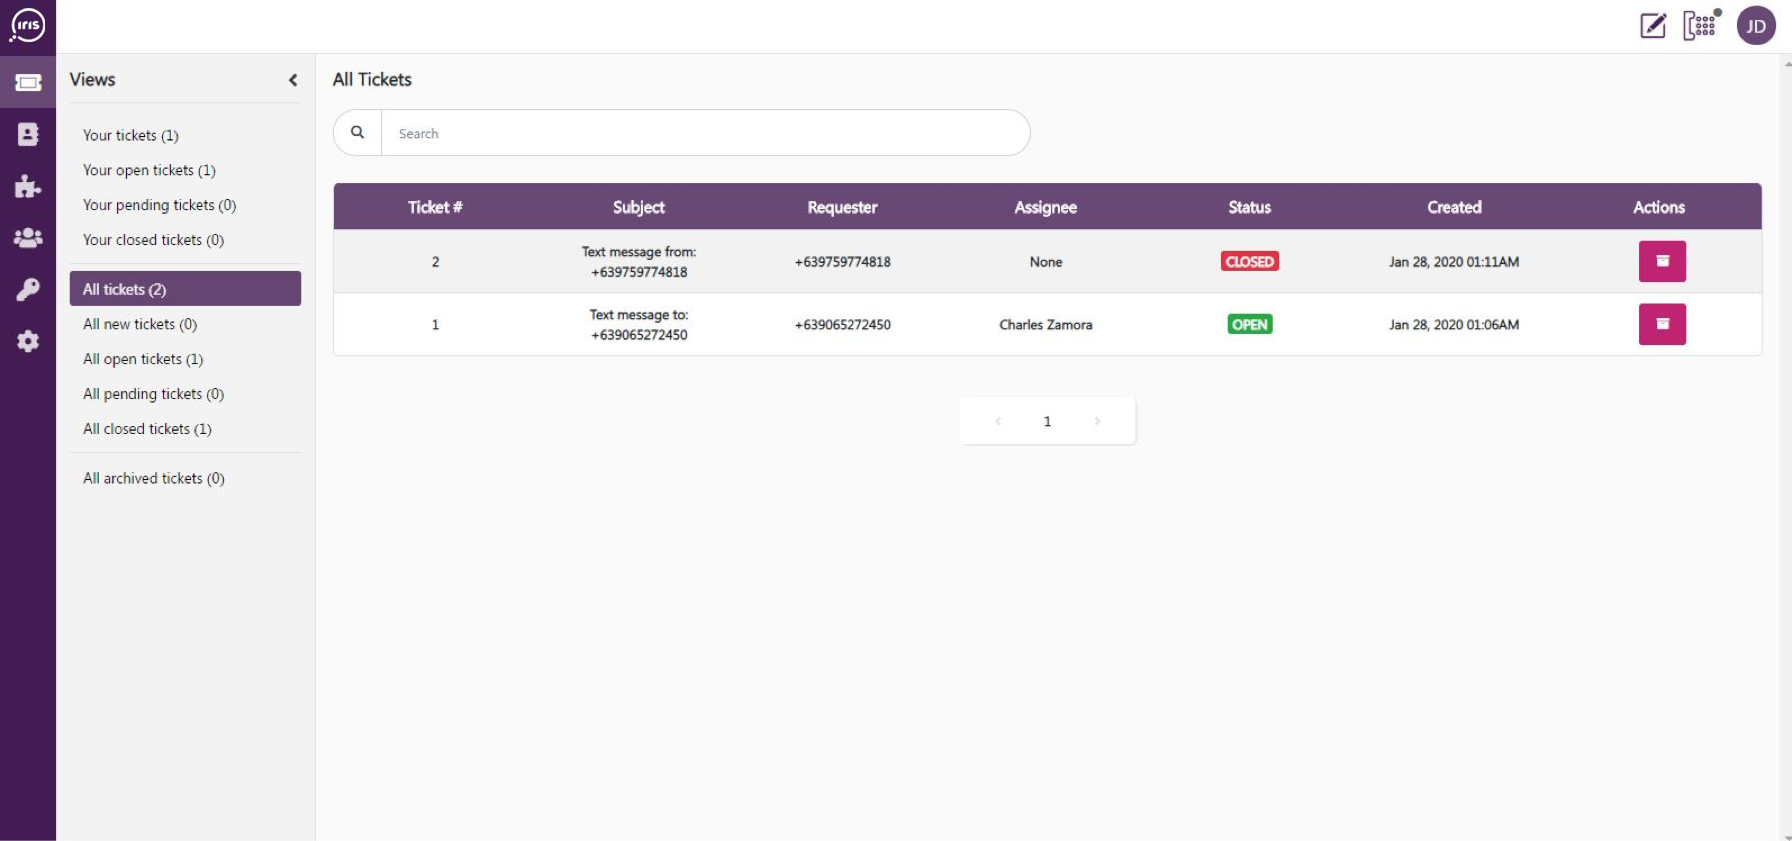 iris
JD
Views
Your tickets (1)
Your open tickets (1)
Your pending tickets (0)
Your closed tickets (0)
All tickets (2)
All new tickets (0)
All open tickets (1)
All pending tickets (0)
All closed tickets (1)
All archived tickets (0)
All Tickets
Search
Ticket # Subject Requester Assignee Status Created Actions
2 Text message from: +639759774818 None CLOSED Jan 28, 2020 01:11AM
+639759774818
1 Text message to: +639065272450 Charles Zamora OPEN Jan 28, 2020 01:06AM
+639065272450
1